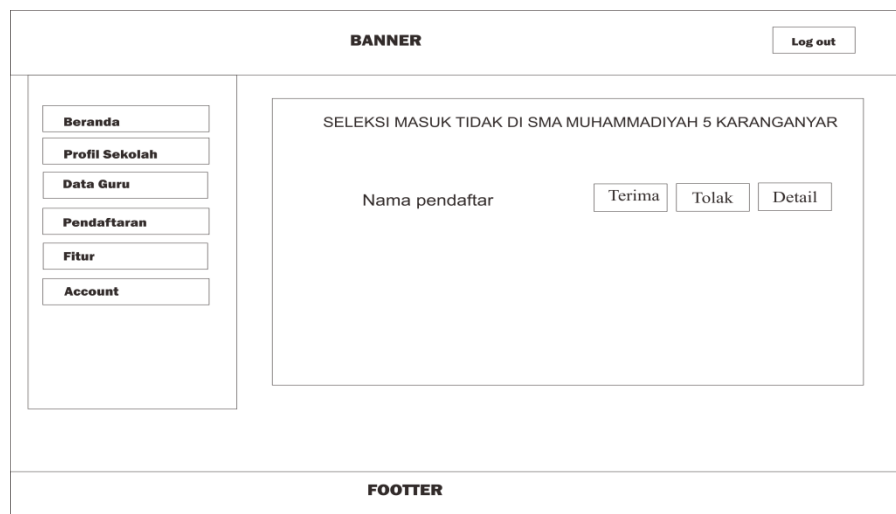 BANNER
Log out
Beranda
Profil Sekolah
Data Guru
Pendaftaran
Fitur
Account
SELEKSI MASUK TIDAK DI SMA MUHAMMADIYAH 5 KARANGANYAR
Nama pendaftar
Terima
Tolak
Detail
FOOTTER